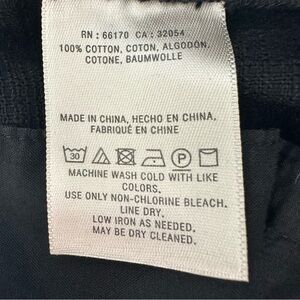 RN : 66170 CA : 32054
100% COTTON, COTON, ALGODON,
COTONE, BAUMWOLLE
MADE IN CHINA, HECHO EN CHINA.
FABRIQUÉ EN CHINE
30 P
MACHINE WASH COLD WITH LIKE
COLORS.
USE ONLY NON-CHLORINE BLEACH.
LINE DRY.
LOW IRON AS NEEDED.
MAY BE DRY CLEANED.